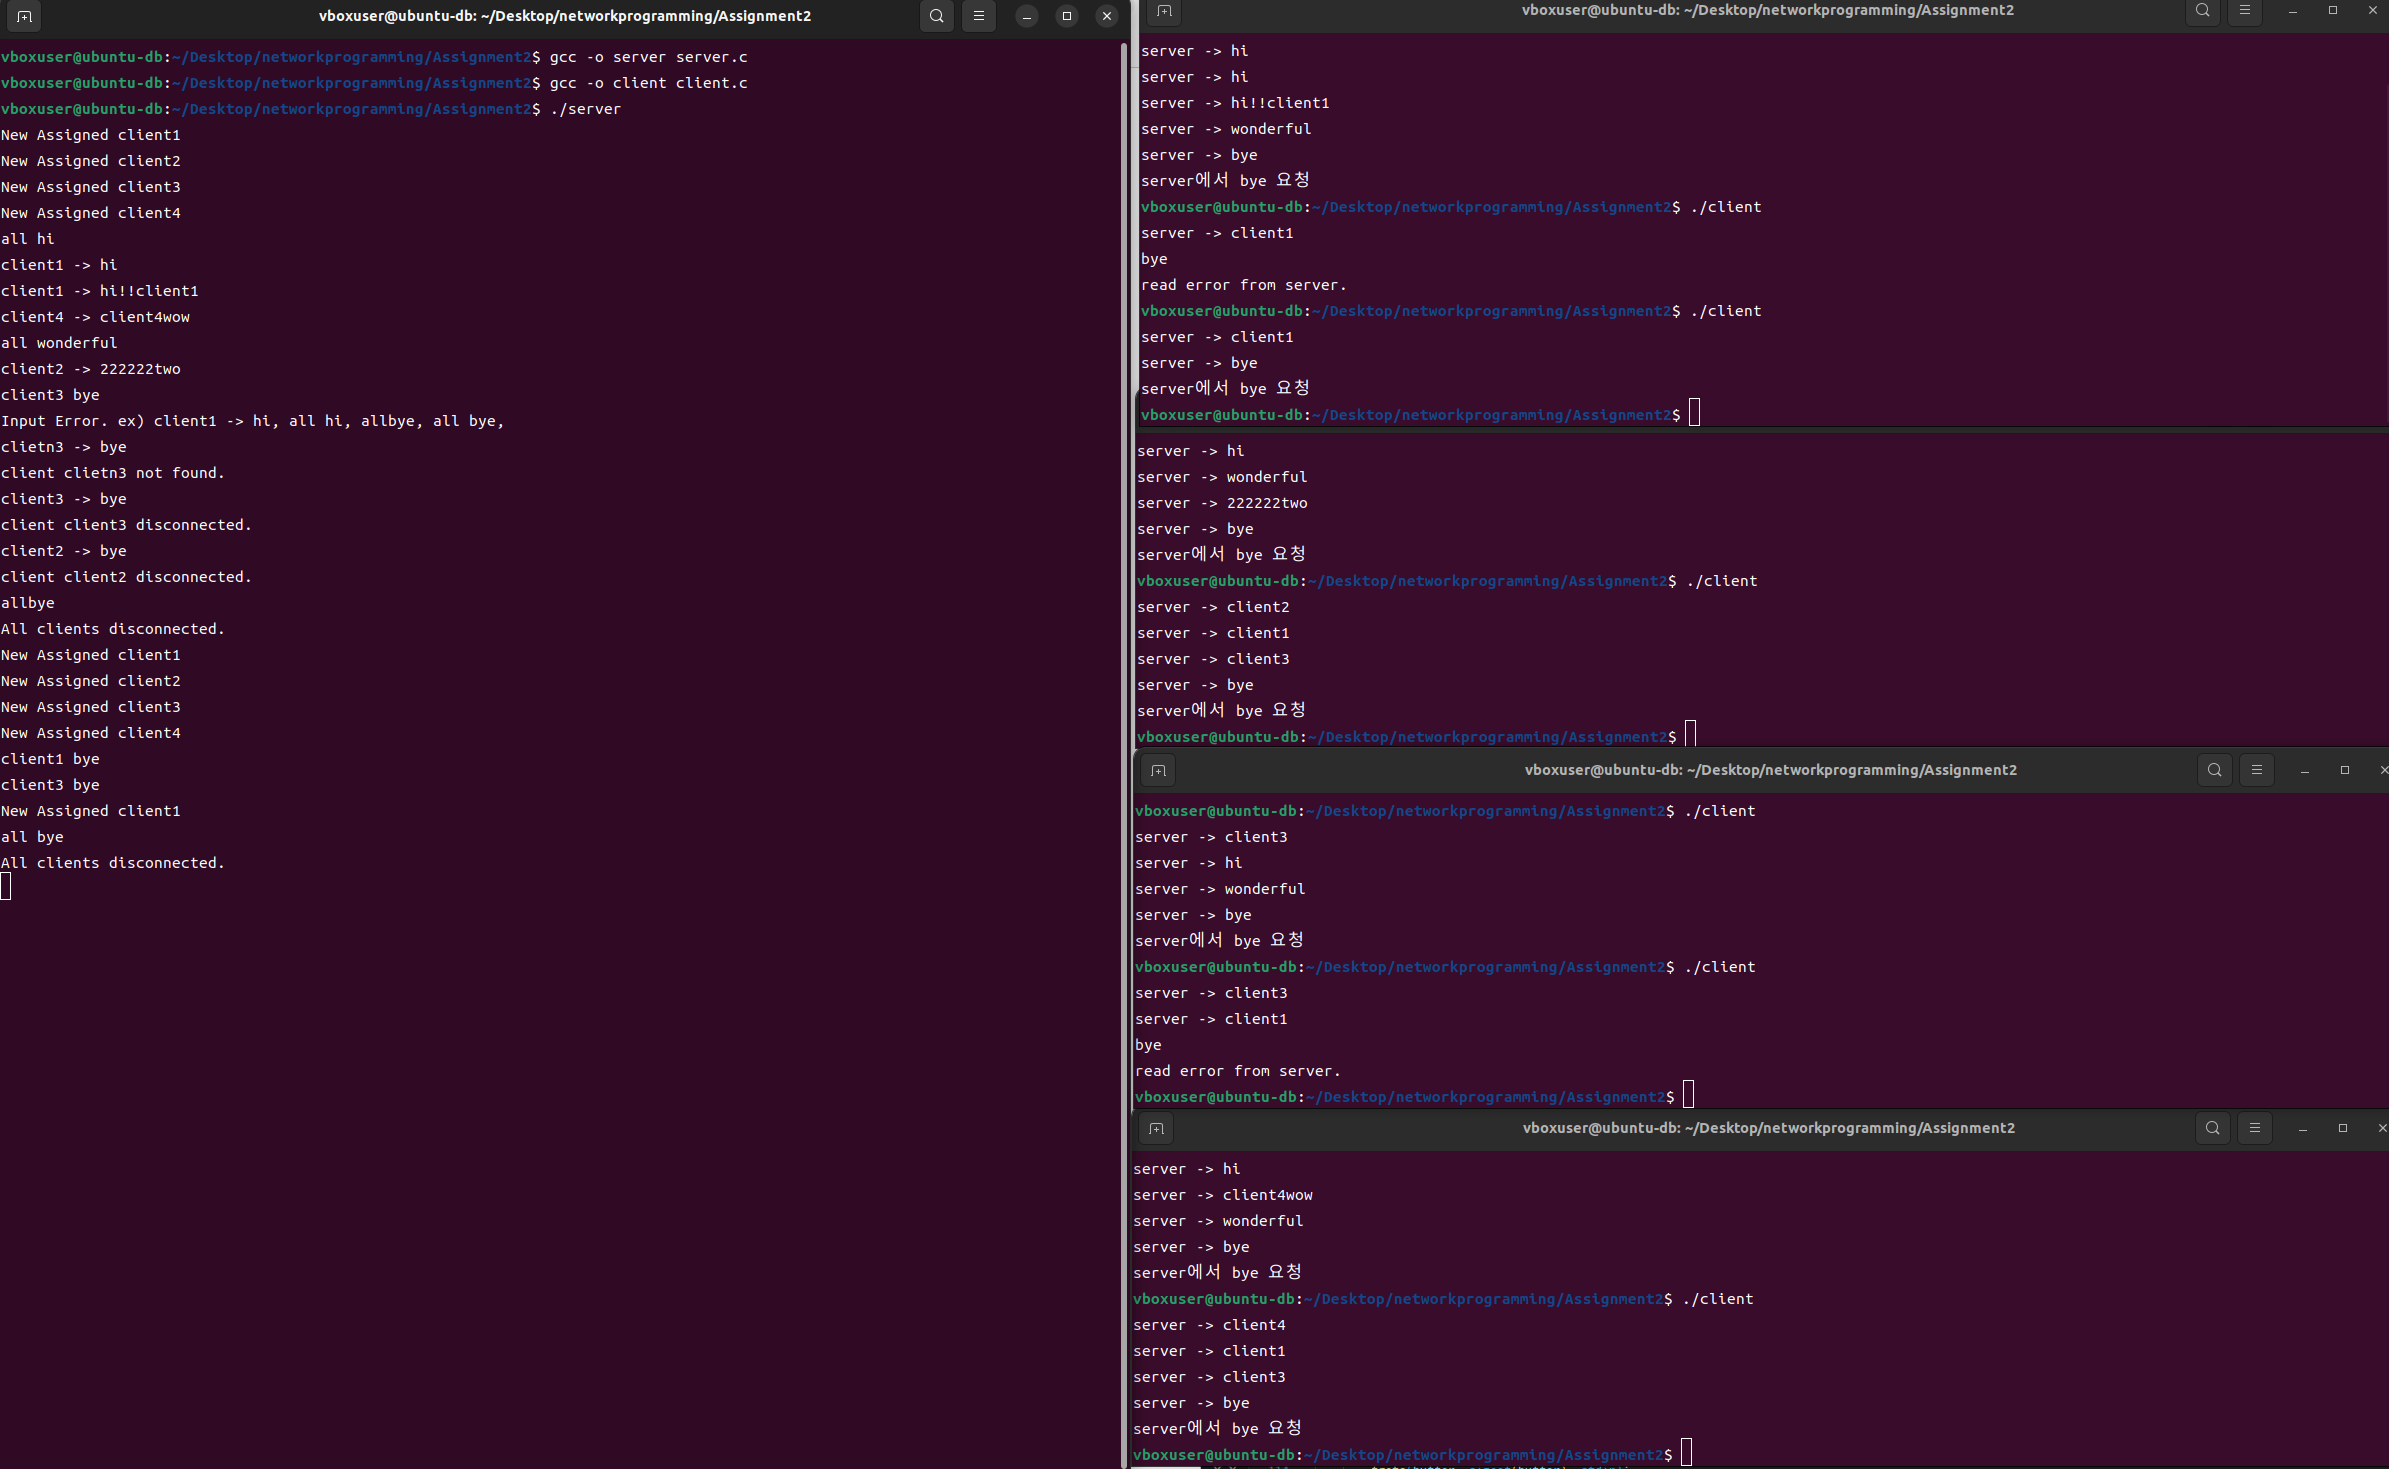 vboxuser@ubuntu-db: ~/Desktop/networkprogramming/Assignment2
vboxuser@ubuntu-db:~/Desktop/networkprogramming/Assignment2$ gcc -o server server.c
vboxuser@ubuntu-db:~/Desktop/networkprogramming/Assignment2$ gcc -o client client.c
vboxuser@ubuntu-db:~/Desktop/networkprogramming/Assignment2$ ./server
New Assigned client1
New Assigned client2
New Assigned client3
New Assigned client4
all hi
client1 -> hi
client1 -> hi!!client1
client4 -> client4wow
all wonderful
client2 -> 222222two
client3 bye
Input Error. ex) client1 -> hi, all hi, allbye, all bye,
clietn3 -> bye
client clietn3 not found.
client3 -> bye
client client3 disconnected.
client2 -> bye
client client2 disconnected.
allbye
All clients disconnected.
New Assigned client1
New Assigned client2
New Assigned client3
New Assigned client4
client1 bye
client3 bye
New Assigned client1
all bye
All clients disconnected.
vboxuser@ubuntu-db: ~/Desktop/networkprogramming/Assignment2
server -> hi
server -> hi
server -> hi!!client1
server -> wonderful
server -> bye
server에서 bye 요청
vboxuser@ubuntu-db:~/Desktop/networkprogramming/Assignment2$ ./client
server -> client1
bye
read error from server.
vboxuser@ubuntu-db:~/Desktop/networkprogramming/Assignment2$ ./client
server -> client1
server -> bye
server에서 bye 요청
vboxuser@ubuntu-db:~/Desktop/networkprogramming/Assignment2$
server -> hi
server -> wonderful
server -> 222222two
server -> bye
server에서 bye 요청
vboxuser@ubuntu-db:~/Desktop/networkprogramming/Assignment2$ ./client
server -> client2
server -> client1
server -> client3
server -> bye
server에서 bye 요청
vboxuser@ubuntu-db:~/Desktop/networkprogramming/Assignment2$
vboxuser@ubuntu-db: ~/Desktop/networkprogramming/Assignment2
vboxuser@ubuntu-db:~/Desktop/networkprogramming/Assignment2$ ./client
server -> client3
server -> hi
server -> wonderful
server -> bye
server에서 bye 요청
vboxuser@ubuntu-db:~/Desktop/networkprogramming/Assignment2$ ./client
server -> client3
server -> client1
bye
read error from server.
vboxuser@ubuntu-db:~/Desktop/networkprogramming/Assignment2$
vboxuser@ubuntu-db: ~/Desktop/networkprogramming/Assignment2
server -> hi
server -> client4wow
server -> wonderful
server -> bye
server에서 bye 요청
vboxuser@ubuntu-db:~/Desktop/networkprogramming/Assignment2$ ./client
server -> client4
server -> client1
server -> client3
server -> bye
server에서 bye 요청
vboxuser@ubuntu-db:~/Desktop/networkprogramming/Assignment2$